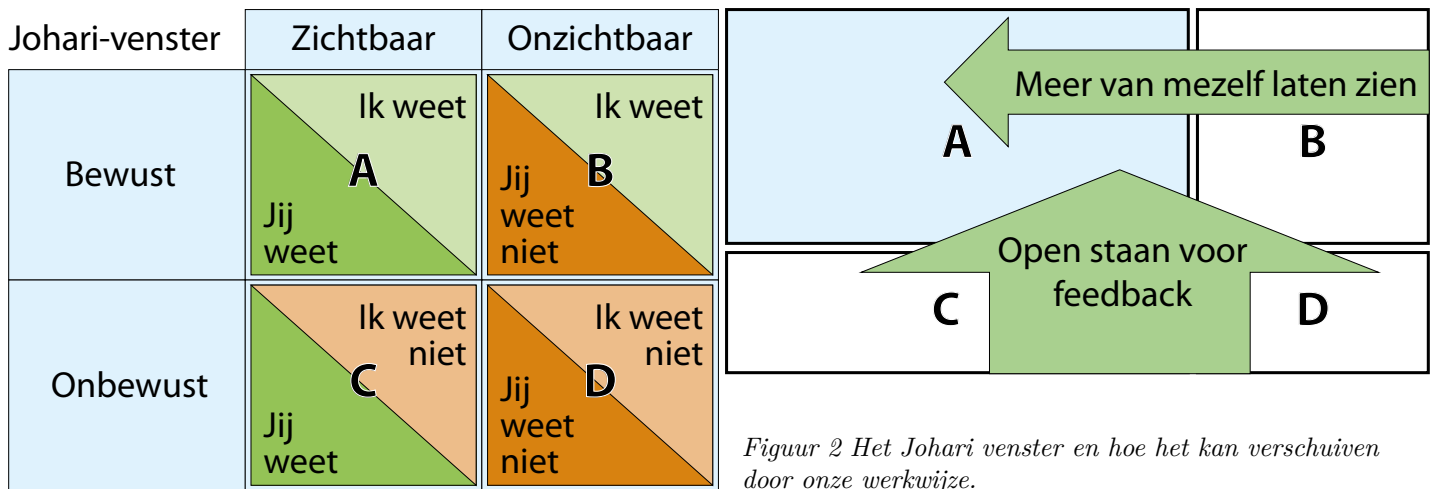 Johari-venster
Zichtbaar
Onzichtbaar
Bewust
Ik weet
A
Jij
weet
Ik weet
B
Jij
weet
niet
Onbewust
Ik weet
niet
C
Jij
weet
Ik weet
niet
D
Jij
weet
niet
Meer van mezelf laten zien
A
B
Open staan voor
feedback
C
D
Figuur 2 Het Johari venster en hoe het kan verschuiven
door onze werkwijze.